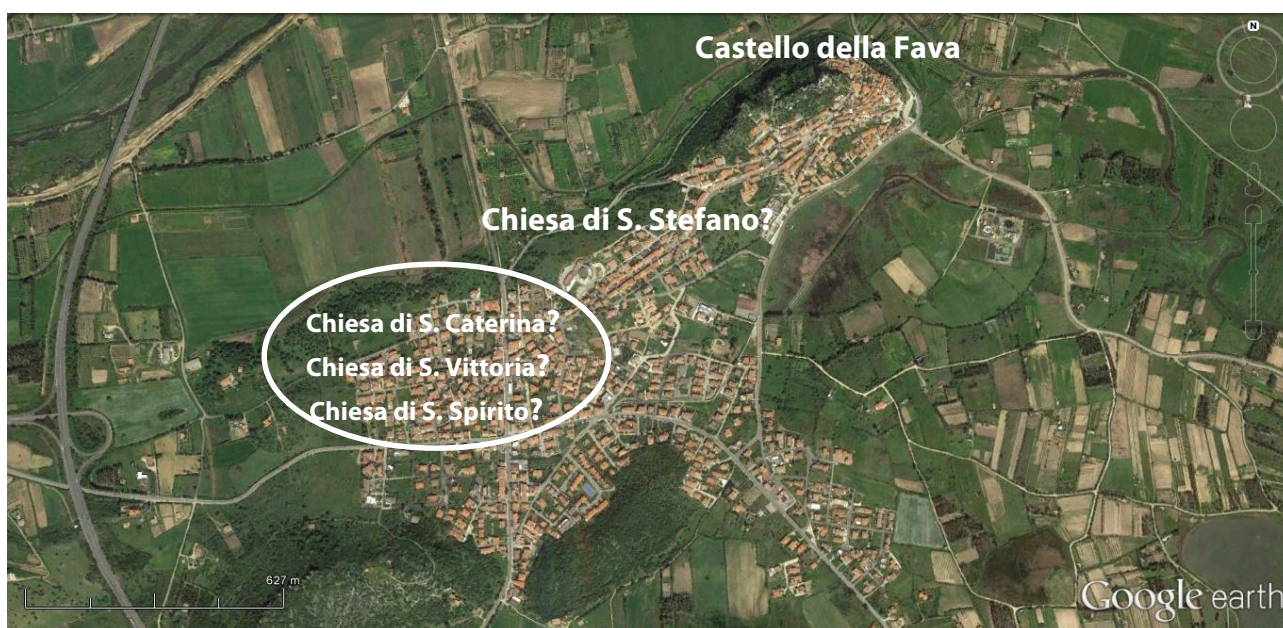 Castello della Fava
N
Chiesa di S. Stefano?
Chiesa di S. Caterina?
Chiesa di S. Vittoria?
Chiesa di S. Spirito?
627 m
Google earth